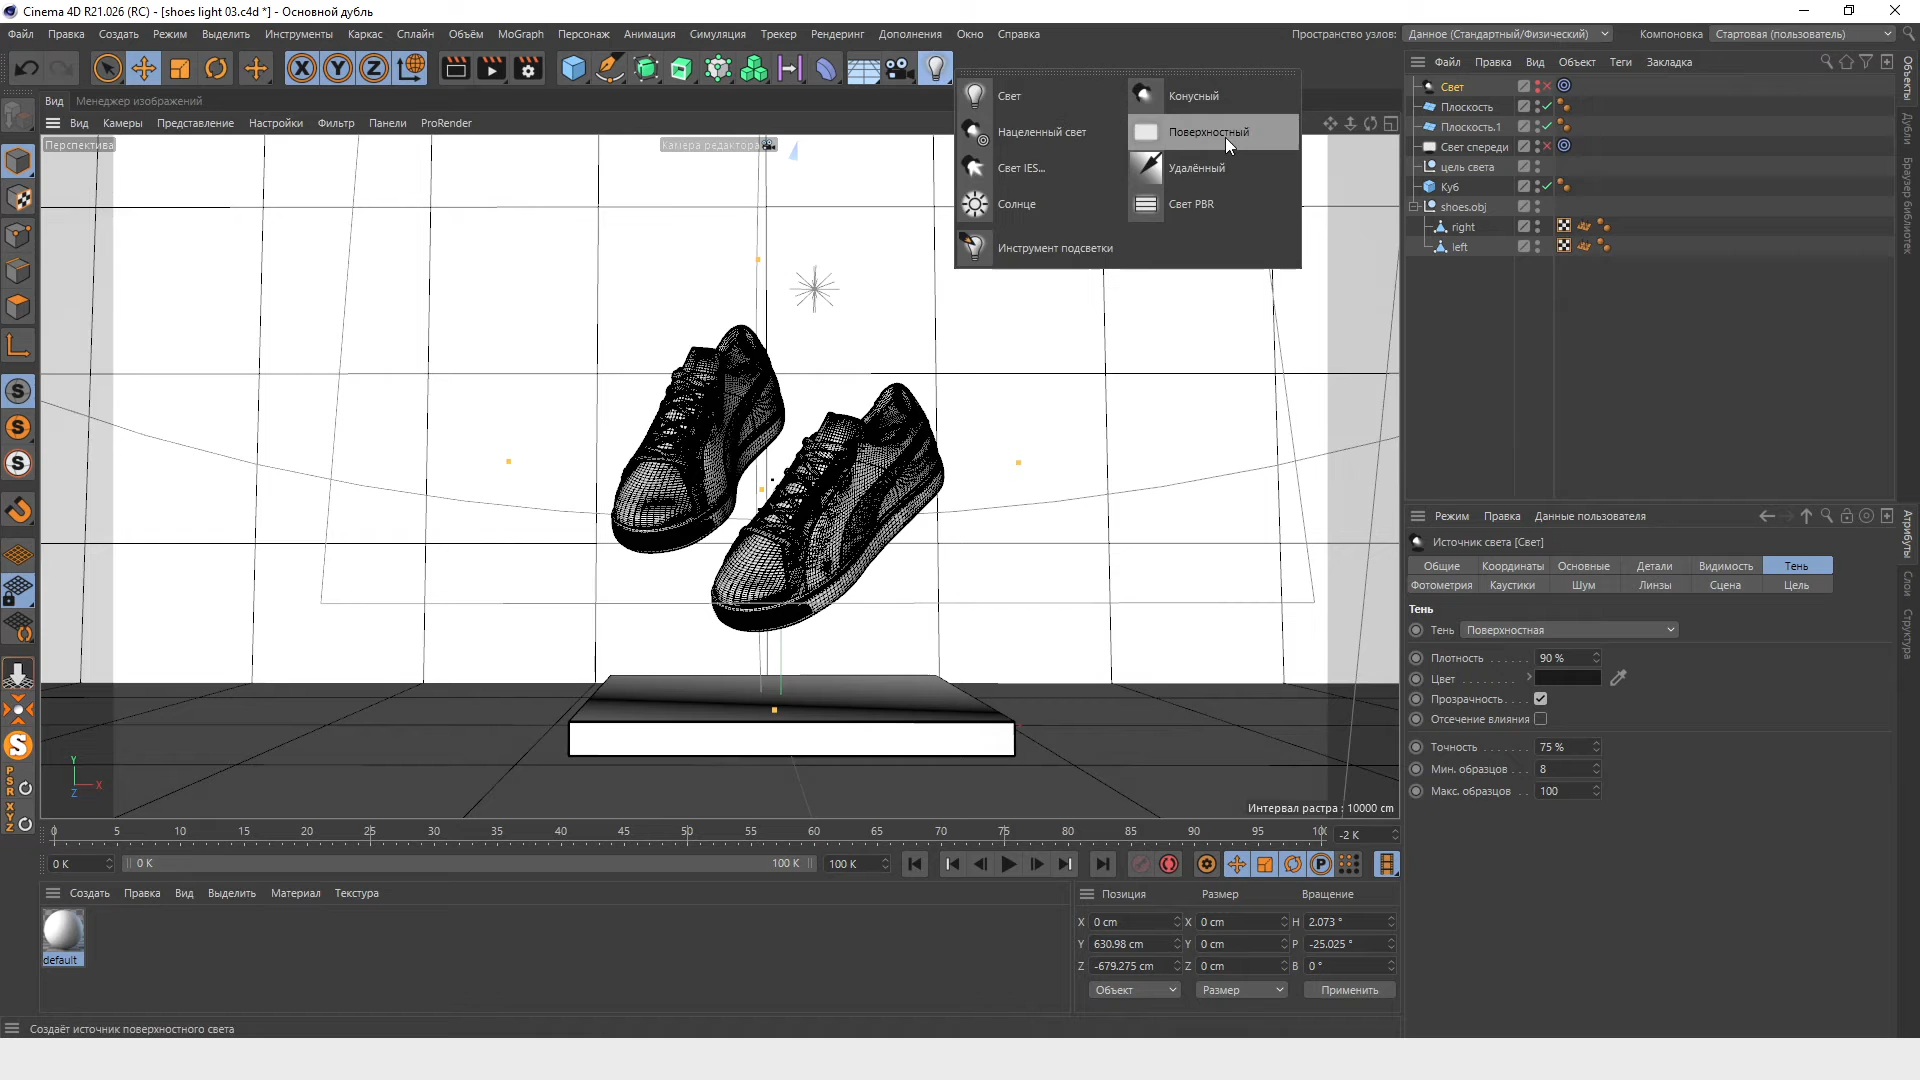 Cinema 4D R21.026 (RC) - [shoes light 03.c4d *] - Основной дубль
Файл Правка Создать Режим Выделить Инструменты Каркас Сплайн Объём MoGraph Персонаж Анимация Симуляция Трекер Рендеринг Дополнения Окно Справка Пространство узлов: Данное (Стандартный/Физический) Компоновка Стартовая (пользователь)
Вид Менеджер изображений
Вид Камеры Представление Настройки Фильтр Панели ProRender
Перспектива
Камера редактора
Свет Конусный
Нацеленный свет Поверхностный
Свет IES... Удалённый
Солнце Свет PBR
Инструмент подсветки
Файл Правка Вид Объект Теги Закладка
Свет
Плоскость
Плоскость.1
Свет спереди
цель света
Куб
shoes.obj
right
left
Объекты
Дубли
Браузер библиотек
Режим Правка Данные пользователя
Источник света [Свет]
Общие Координаты Основные Детали Видимость Тень
Фотометрия Каустики Шум Линзы Сцена Цель
Тень
Тень Поверхностная
Плотность . . . . . . 90 %
Цвет . . . . . . . .
Прозрачность . . . .
Отсечение влияния
Точность . . . . . . . 75 %
Мин. образцов . . . 8
Макс. образцов . . 100
Атрибуты
Слои
Структура
Y
X
Z
Интервал растра : 10000 cm
P
S
R
X
Y
Z
0 5 10 15 20 25 30 35 40 45 50 55 60 65 70 75 80 85 90 95 10( -2 K
0 K 0 K 100 K 100 K
Создать Правка Вид Выделить Материал Текстура
default
Позиция Размер Вращение
X 0 cm X 0 cm H 2.073 °
Y 630.98 cm Y 0 cm P -25.025 °
Z -679.275 cm Z 0 cm B 0 °
Объект Размер Применить
Создаёт источник поверхностного света